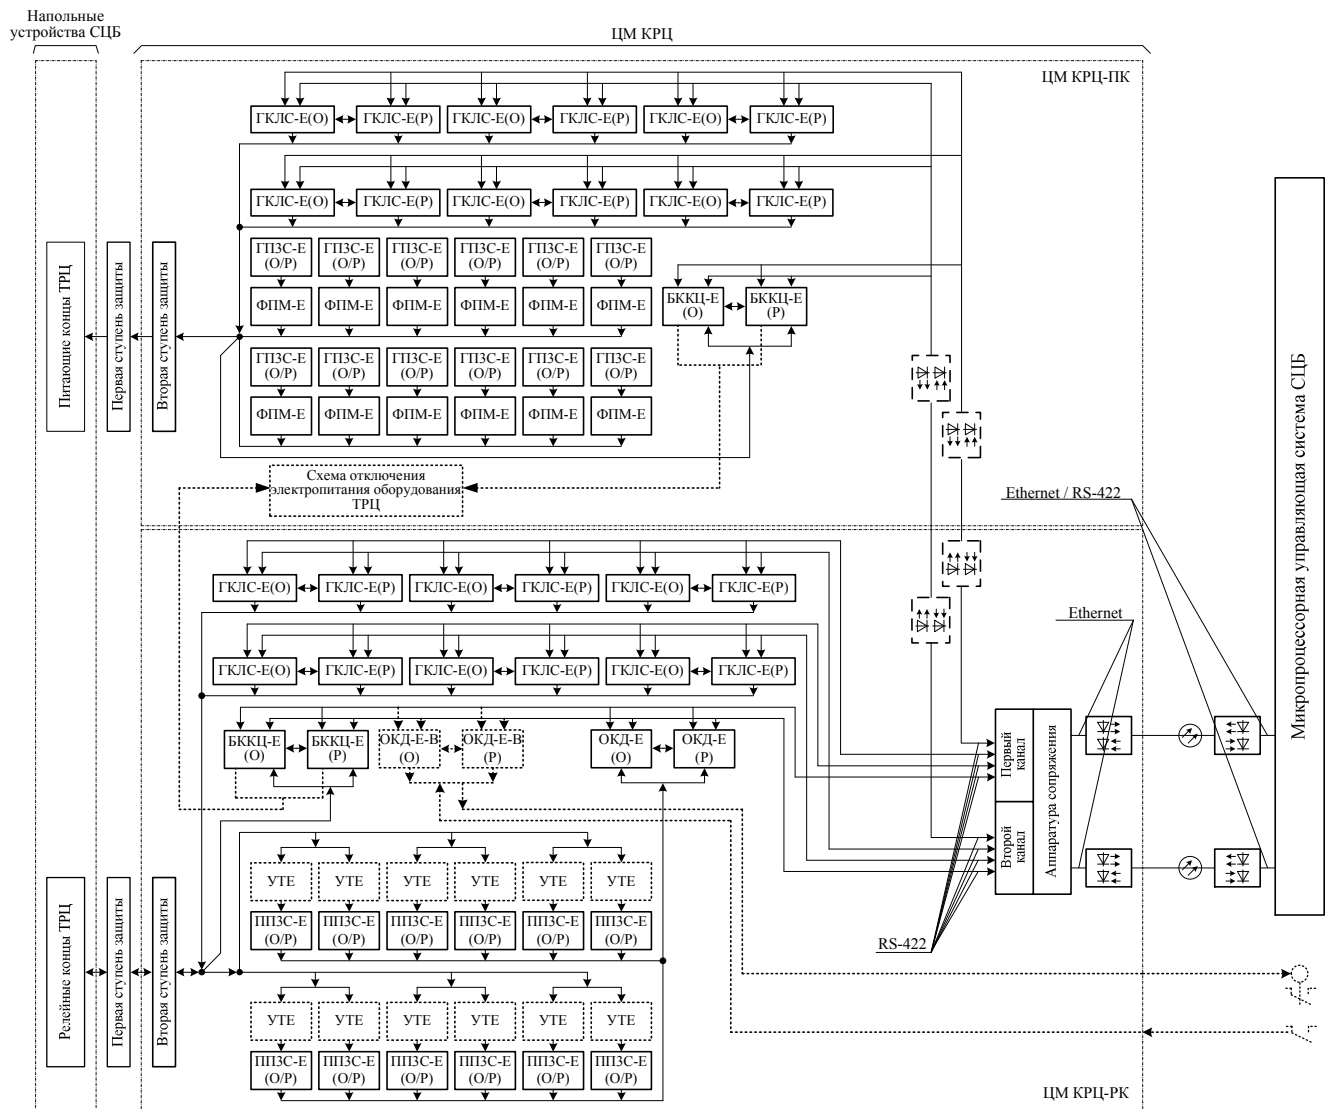 Напольные
устройства СЦБ
ЦМ КРЦ
ЦМ КРЦ-ПК
ГКЛС-Е(О)
ГКЛС-Е(Р)
ГКЛС-Е(О)
ГКЛС-Е(Р)
ГКЛС-Е(О)
ГКЛС-Е(Р)
ГКЛС-Е(О)
ГКЛС-Е(Р)
ГКЛС-Е(О)
ГКЛС-Е(Р)
ГКЛС-Е(О)
ГКЛС-Е(Р)
ГПЗС-Е
(О/Р)
ГПЗС-Е
(О/Р)
ГПЗС-Е
(О/Р)
ГПЗС-Е
(О/Р)
ГПЗС-Е
(О/Р)
ГПЗС-Е
(О/Р)
ФПМ-Е
ФПМ-Е
ФПМ-Е
ФПМ-Е
ФПМ-Е
ФПМ-Е
БККЦ-Е
(О)
БККЦ-Е
(Р)
ГПЗС-Е
(О/Р)
ГПЗС-Е
(О/Р)
ГПЗС-Е
(О/Р)
ГПЗС-Е
(О/Р)
ГПЗС-Е
(О/Р)
ГПЗС-Е
(О/Р)
ФПМ-Е
ФПМ-Е
ФПМ-Е
ФПМ-Е
ФПМ-Е
ФПМ-Е
Питающие концы ТРЦ
Первая ступень защиты
Вторая ступень защиты
Схема отключения
электропитания оборудования
ТРЦ
Ethernet / RS-422
Микропроцессорная управляющая система СЦБ
ГКЛС-Е(О)
ГКЛС-Е(Р)
ГКЛС-Е(О)
ГКЛС-Е(Р)
ГКЛС-Е(О)
ГКЛС-Е(Р)
Ethernet
ГКЛС-Е(О)
ГКЛС-Е(Р)
ГКЛС-Е(О)
ГКЛС-Е(Р)
ГКЛС-Е(О)
ГКЛС-Е(Р)
БККЦ-Е
(О)
БККЦ-Е
(Р)
ОКД-Е-В
(О)
ОКД-Е-В
(Р)
ОКД-Е
(О)
ОКД-Е
(Р)
Первый
канал
Второй
канал
Аппаратура сопряжения
УТЕ
УТЕ
УТЕ
УТЕ
УТЕ
УТЕ
ППЗС-Е
(О/Р)
ППЗС-Е
(О/Р)
ППЗС-Е
(О/Р)
ППЗС-Е
(О/Р)
ППЗС-Е
(О/Р)
ППЗС-Е
(О/Р)
RS-422
Релейные концы ТРЦ
Первая ступень защиты
Вторая ступень защиты
УТЕ
УТЕ
УТЕ
УТЕ
УТЕ
УТЕ
ППЗС-Е
(О/Р)
ППЗС-Е
(О/Р)
ППЗС-Е
(О/Р)
ППЗС-Е
(О/Р)
ППЗС-Е
(О/Р)
ППЗС-Е
(О/Р)
ЦМ КРЦ-РК